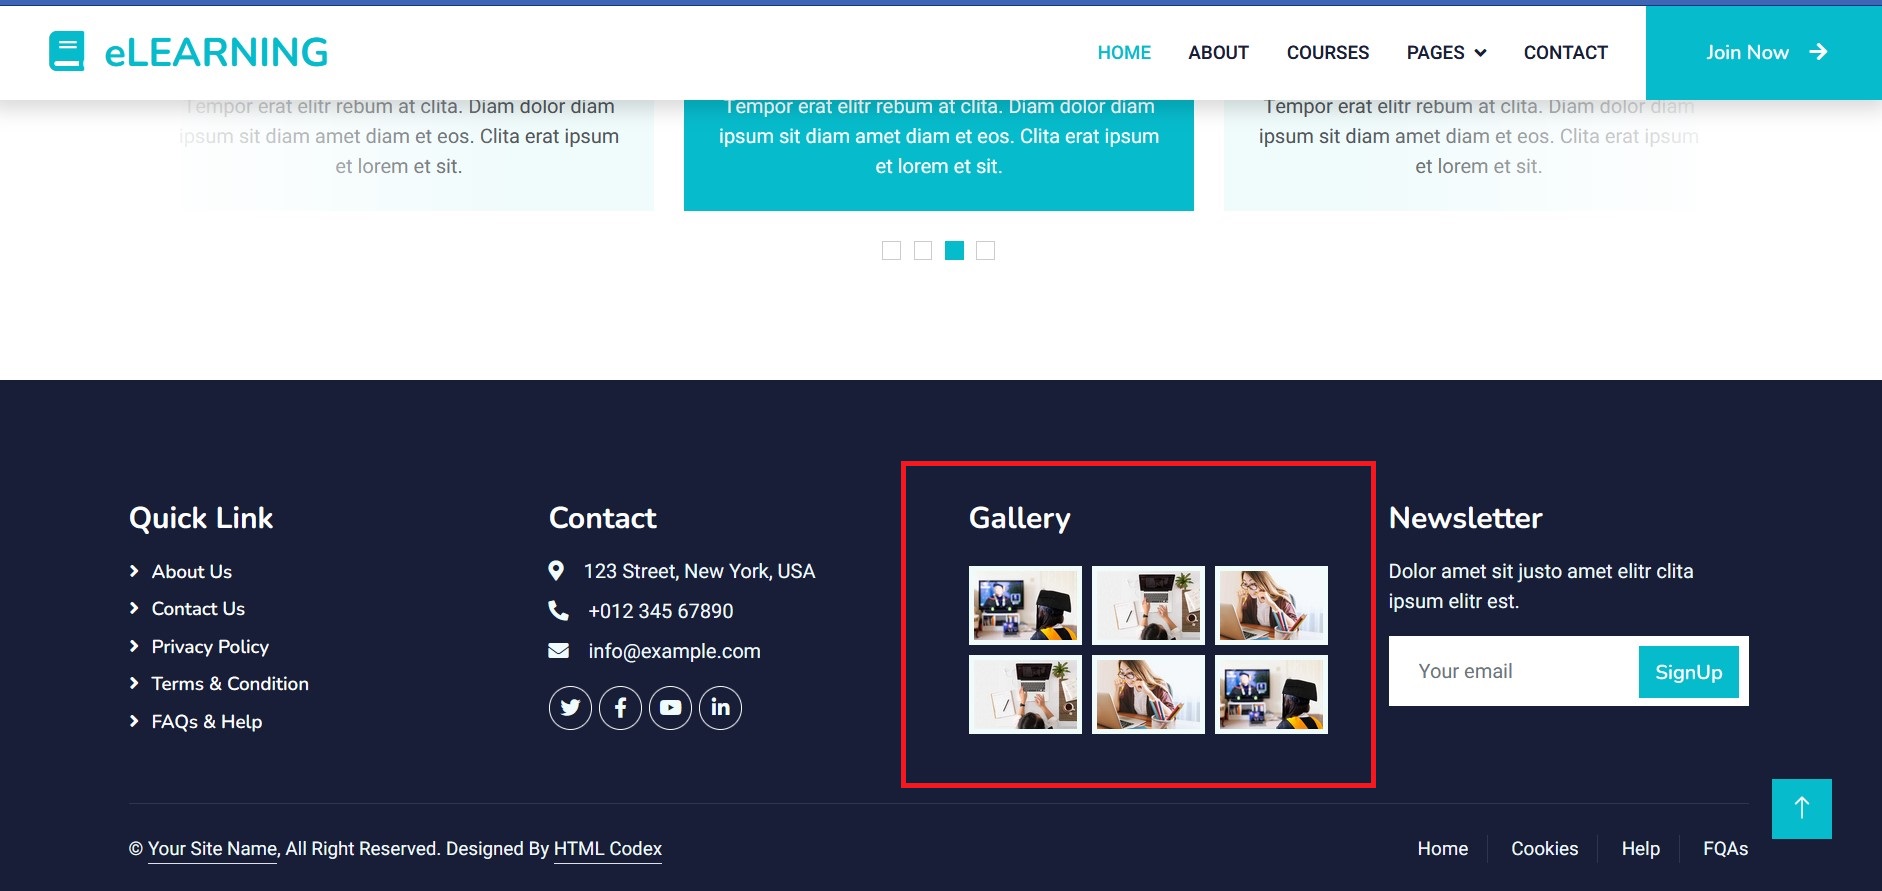 eLEARNING
HOME ABOUT COURSES PAGES CONTACT Join Now
Tempor erat elitr rebum at clita. Diam dolor diam
ipsum sit diam amet diam et eos. Clita erat ipsum
et lorem et sit.
Tempor erat elitr rebum at clita. Diam dolor diam
ipsum sit diam amet diam et eos. Clita erat ipsum
et lorem et sit.
Tempor erat elitr rebum at clita. Diam dolor diam
ipsum sit diam amet diam et eos. Clita erat ipsum
et lorem et sit.
Quick Link
About Us
Contact Us
Privacy Policy
Terms & Condition
FAQs & Help
Contact
123 Street, New York, USA
+012 345 67890
info@example.com
Gallery
Newsletter
Dolor amet sit justo amet elitr clita
ipsum elitr est.
Your email SignUp
© Your Site Name, All Right Reserved. Designed By HTML Codex
Home Cookies Help FQAs